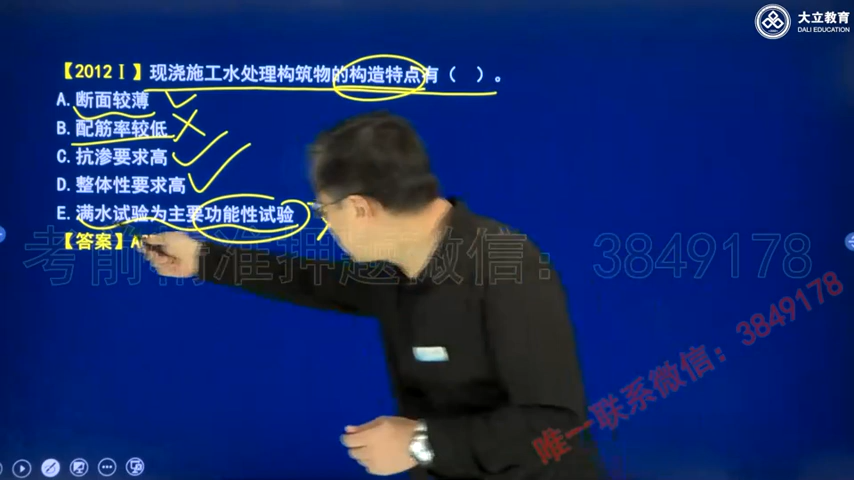 大立教育
DALI EDUCATION
【2012Ⅰ】现浇施工水处理构筑物的构造特点有（ ）。
A. 断面较薄
B. 配筋率较低
C. 抗渗要求高
D. 整体性要求高
E. 满水试验为主要功能性试验
【答案】A
考前精准押题微信：3849178
唯一联系微信：3849178